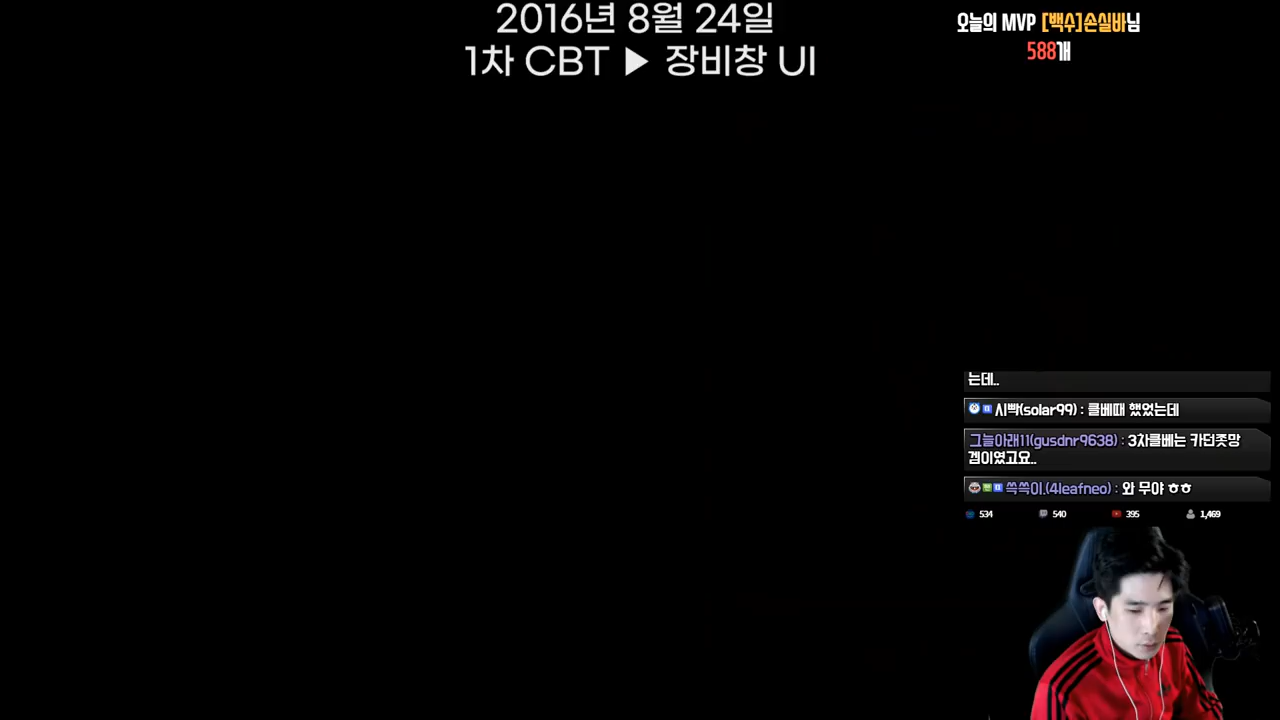 2016년 8월 24일
1차 CBT ▶ 장비창 UI
오늘의 MVP [백수]손실바님
588개
는데..
시빡(solar99) : 클베때 했었는데
그늘아래11(gusdnr9638) : 3차클베는 카던좃망
겜이였고요..
쓱쓱이.(4leafneo) : 와 무야 ㅎㅎ
534 540 395 1,469